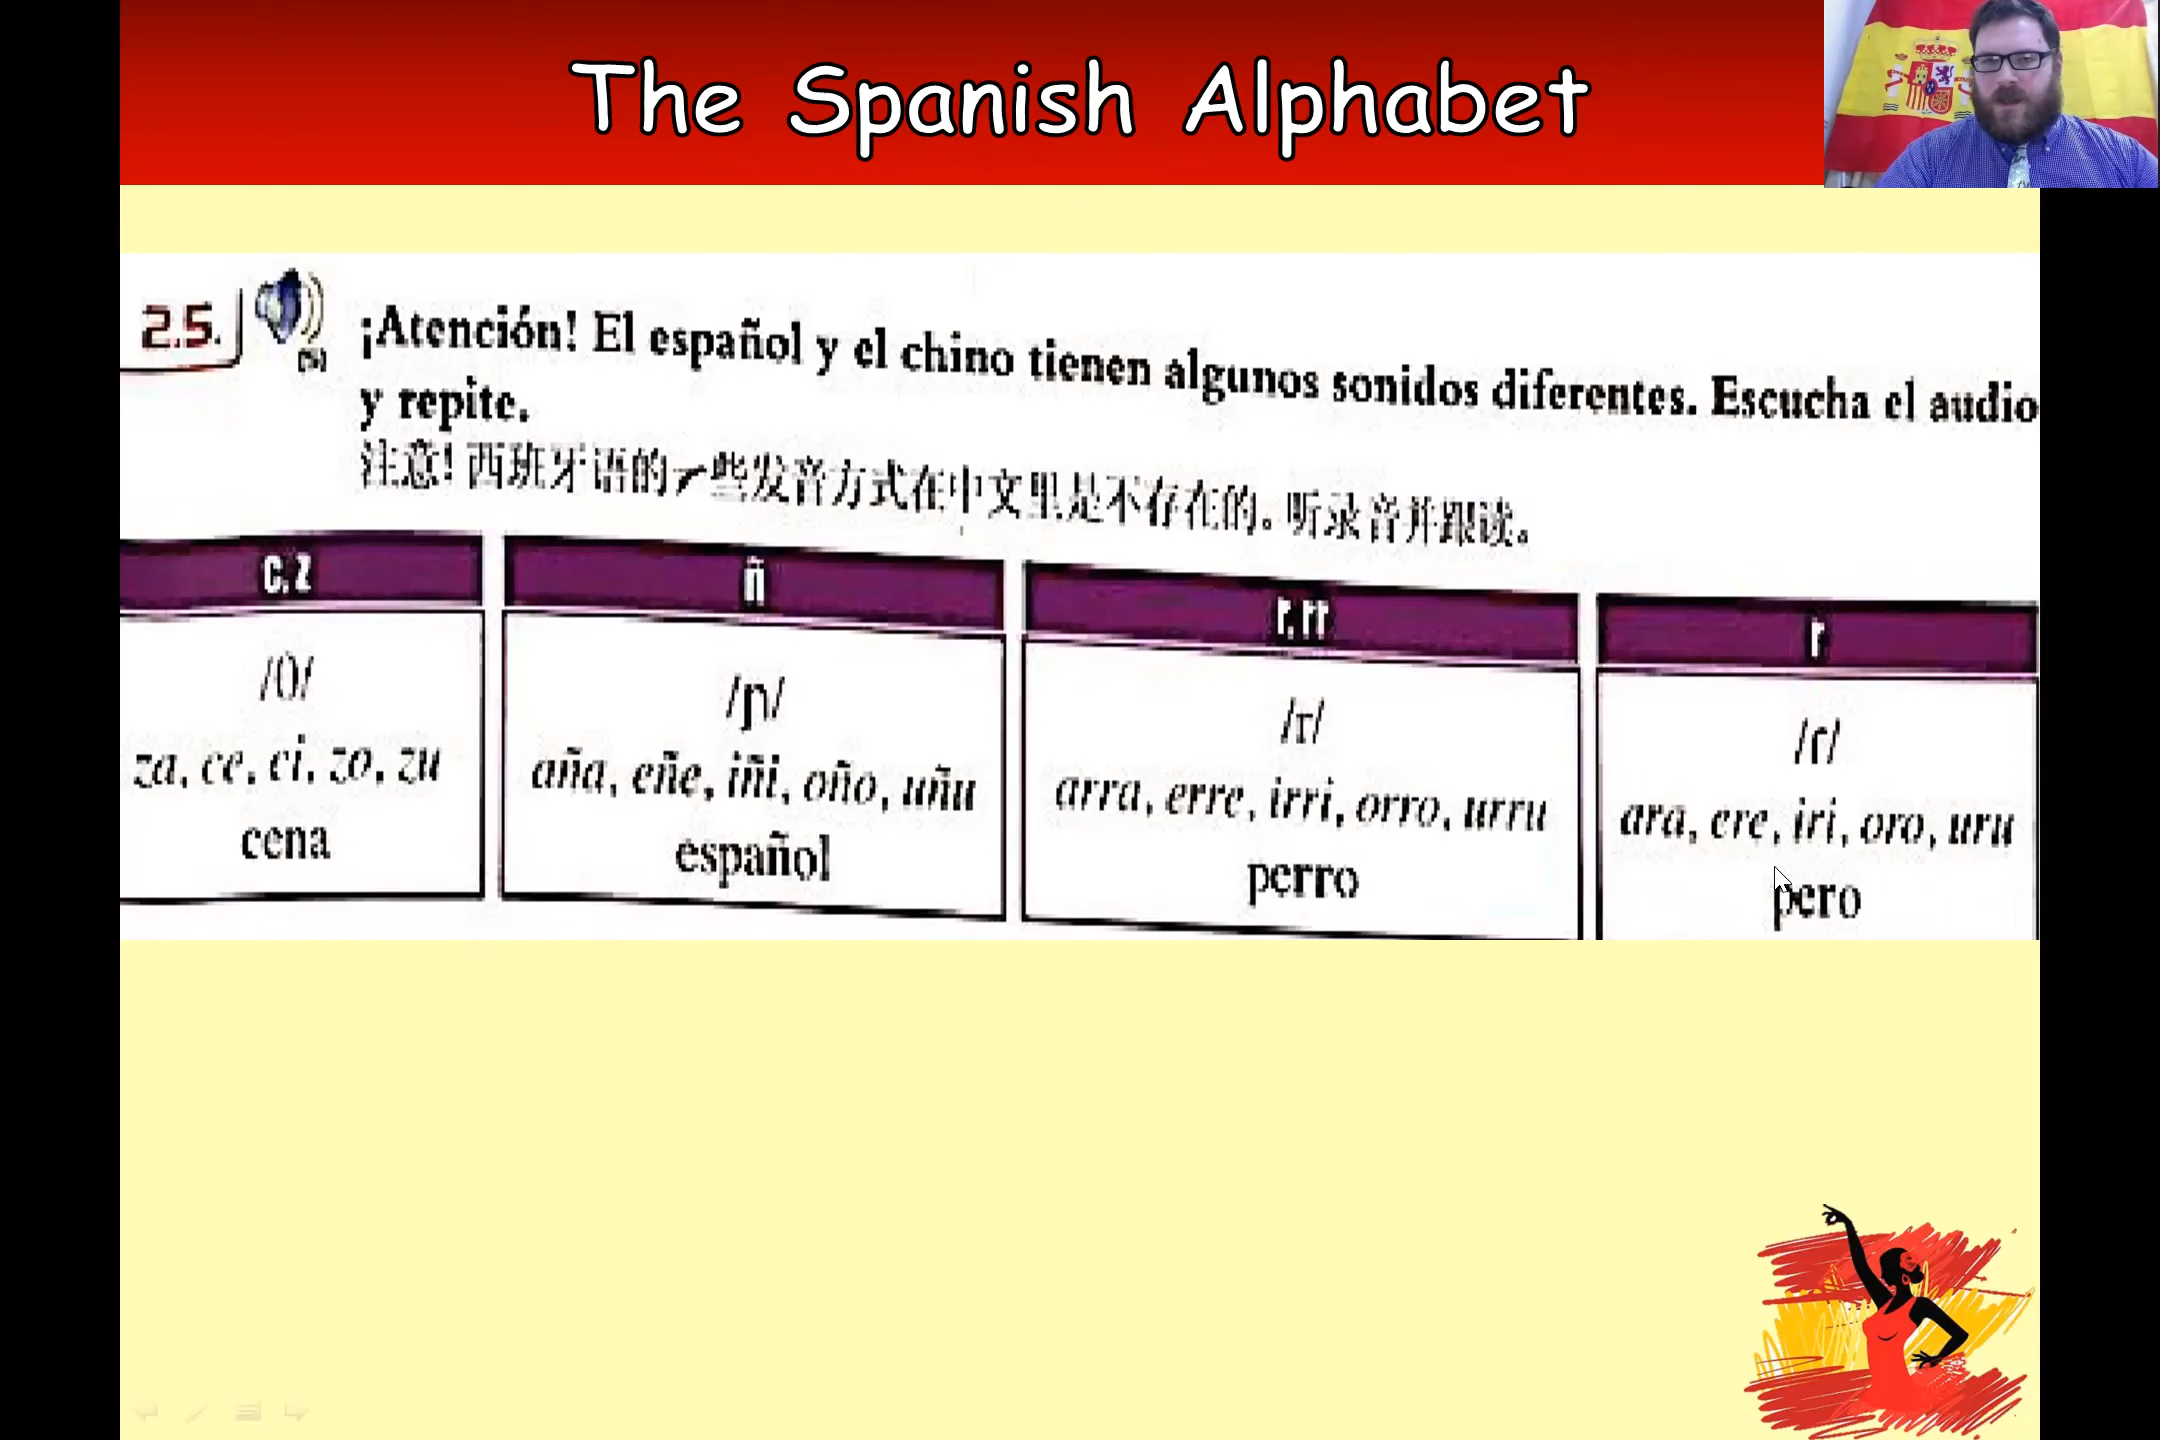 The Spanish Alphabet
2.5.
¡Atención! El español y el chino tienen algunos sonidos diferentes. Escucha el audio
y repite.
注意! 西班牙语的一些发音方式在中文里是不存在的。听录音并跟读。
c, z
ñ
r, rr
r
/θ/
/ɲ/
/r/
/ɾ/
za, ce, ci, zo, zu
aña, eñe, iñi, oño, uñu
arra, erre, irri, orro, urru
ara, ere, iri, oro, uru
cena
español
perro
pero